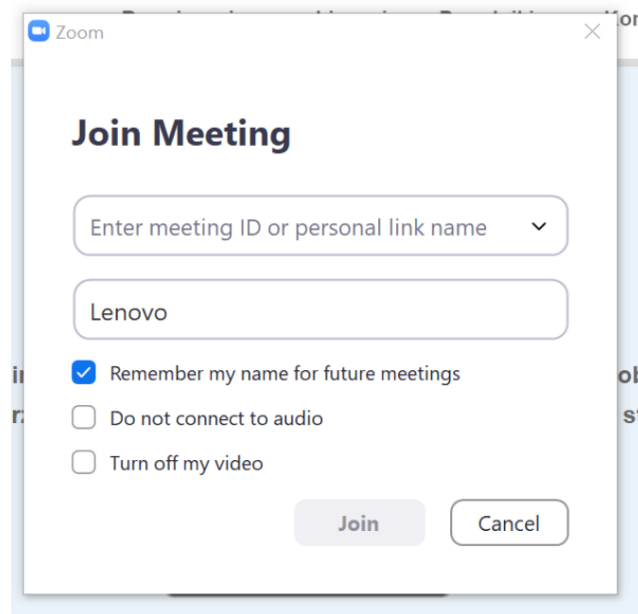 Zoom
Join Meeting
Enter meeting ID or personal link name
Lenovo
Remember my name for future meetings
Do not connect to audio
Turn off my video
Join
Cancel